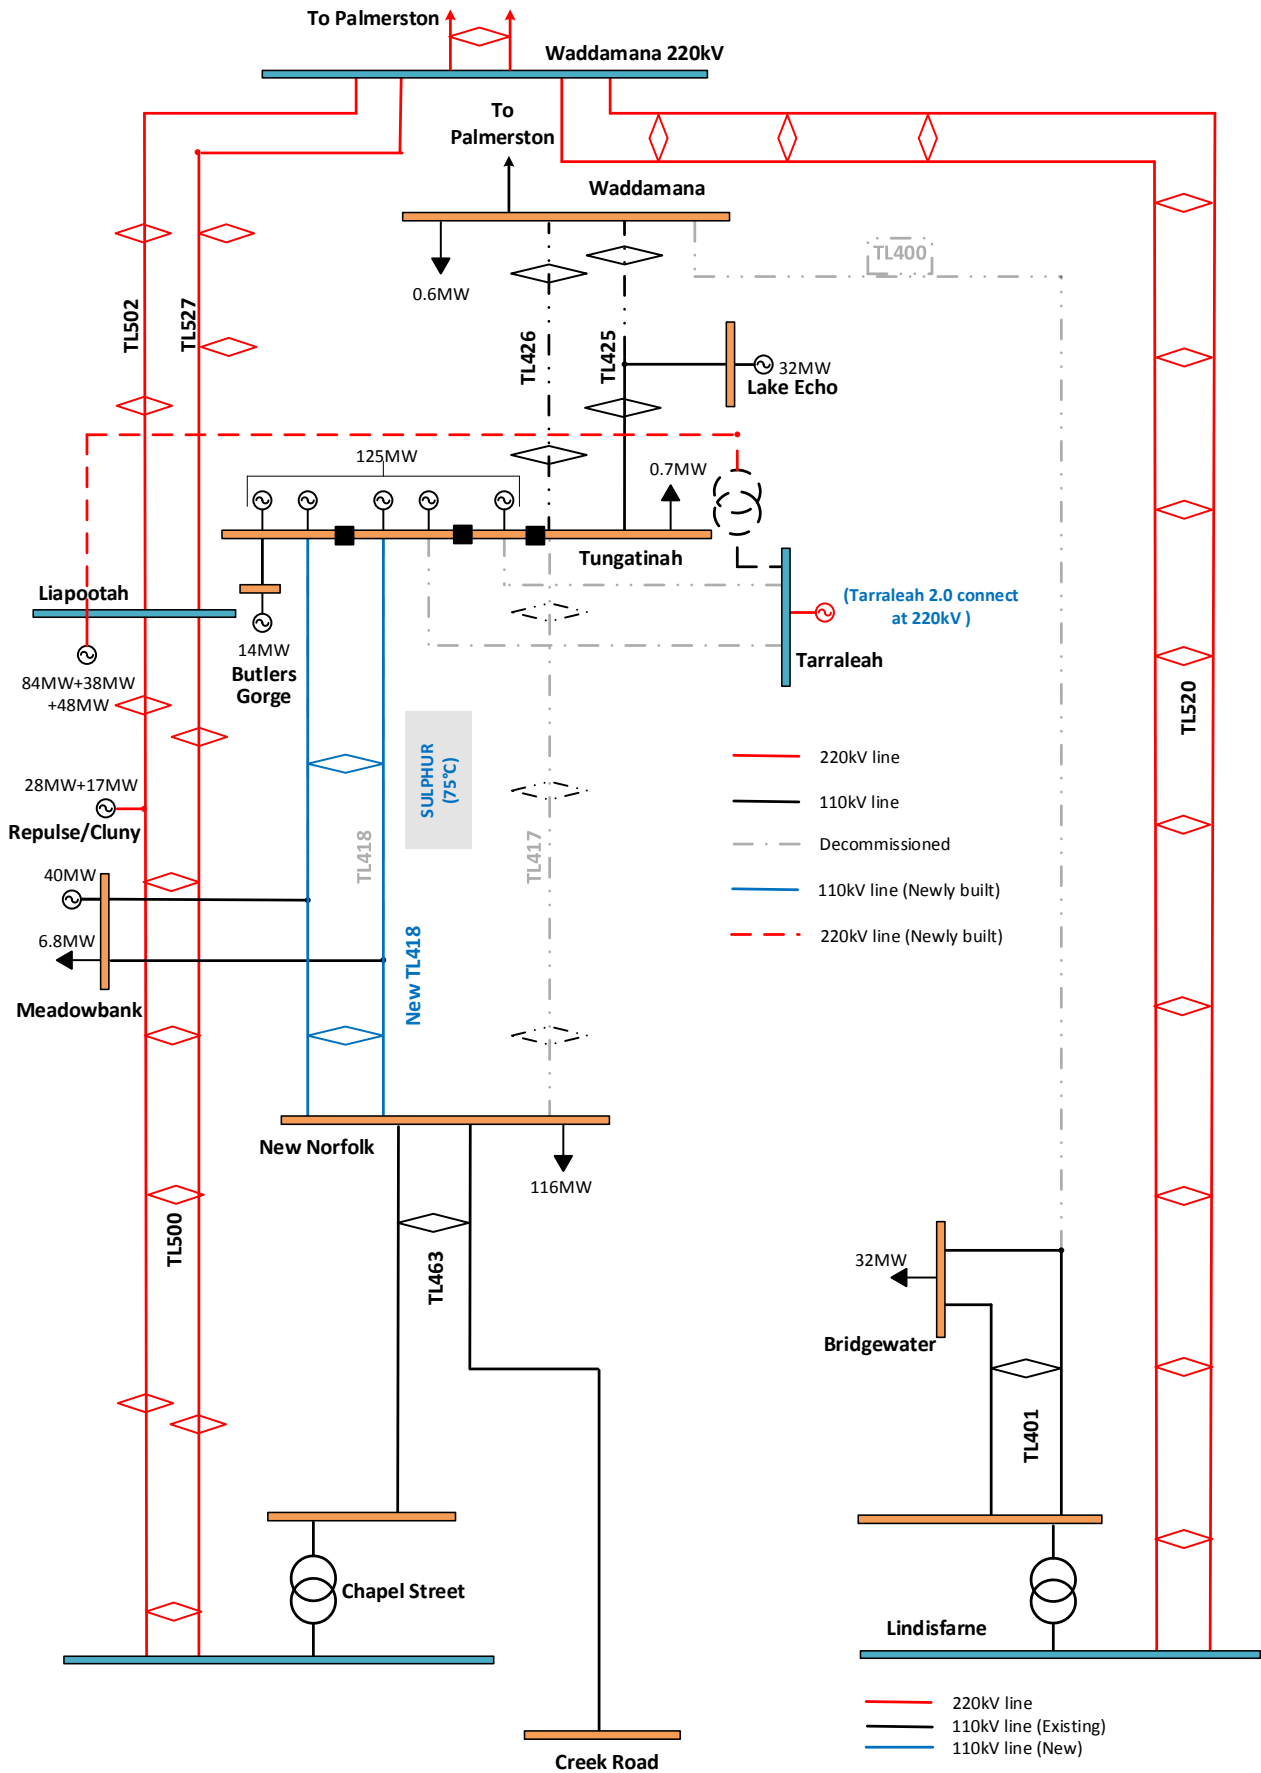 To Palmerston
Waddamana 220kV
To
Palmerston
Waddamana
TL400
0.6MW
TL502
TL527
TL426
TL425
32MW
Lake Echo
125MW
0.7MW
Tungatinah
Liapootah
(Tarraleah 2.0 connect
at 220kV )
14MW
Butlers
Gorge
Tarraleah
84MW+38MW
+48MW
TL520
SULPHUR
(75°C)
220kV line
28MW+17MW
110kV line
Repulse/Cluny
TL418
TL417
Decommissioned
40MW
110kV line (Newly built)
6.8MW
New TL418
220kV line (Newly built)
Meadowbank
New Norfolk
116MW
TL500
TL463
32MW
Bridgewater
TL401
Chapel Street
Lindisfarne
220kV line
110kV line (Existing)
110kV line (New)
Creek Road